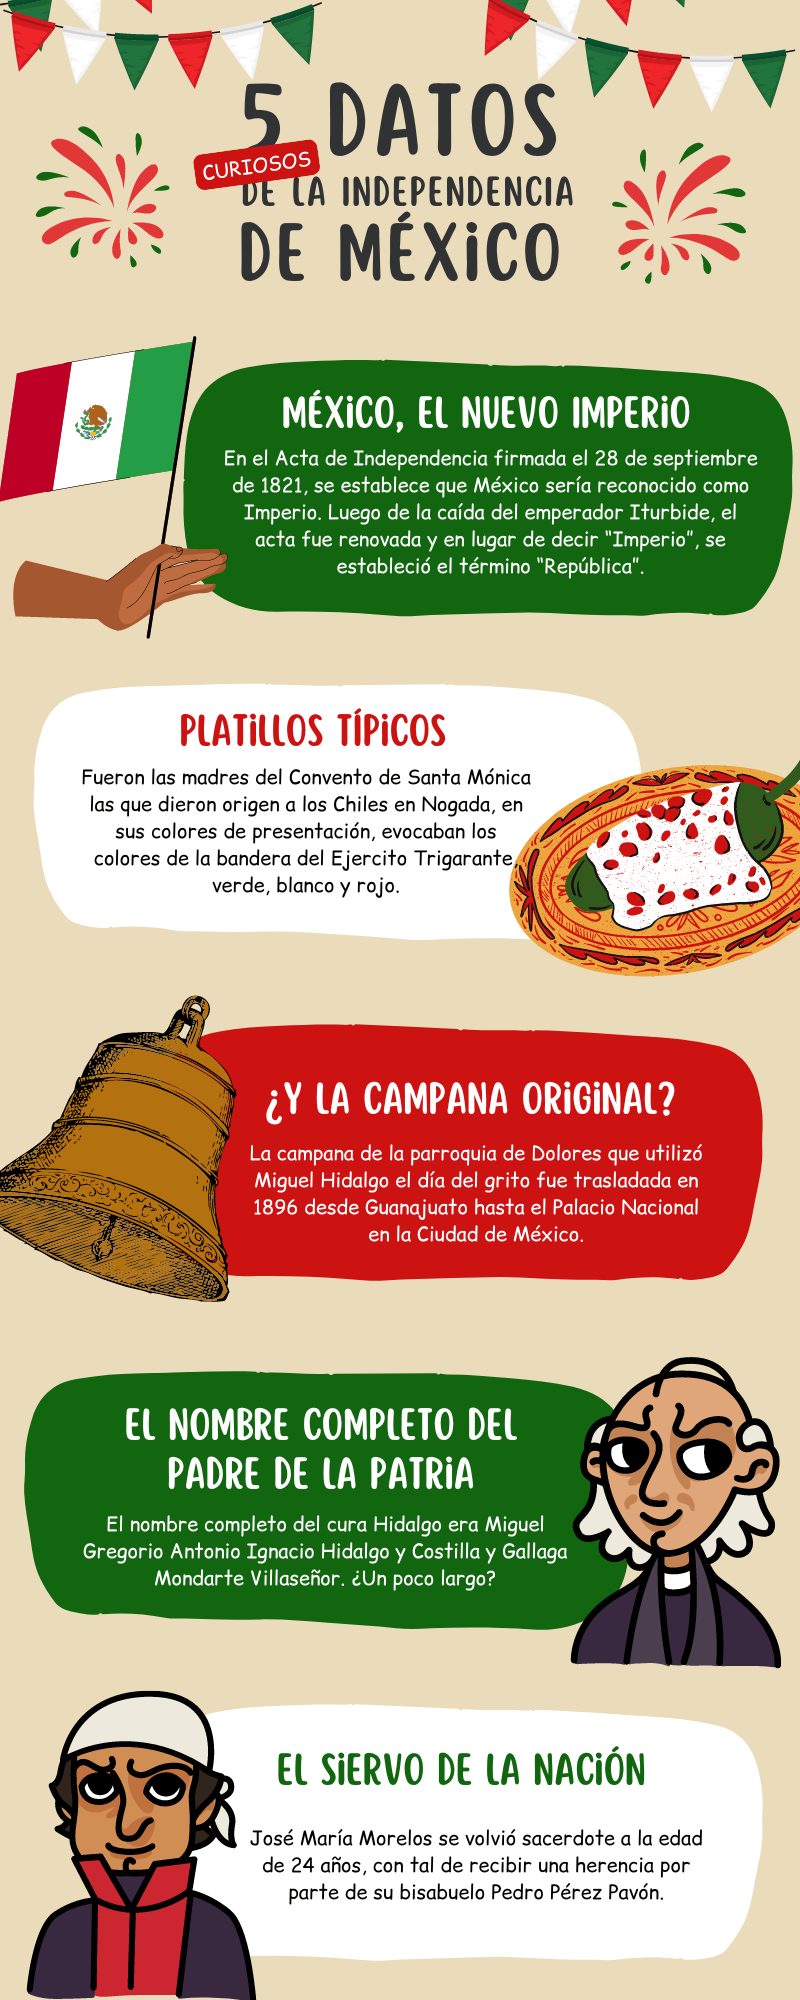 5 DATOS
CURIOSOS
DE LA INDEPENDENCIA
DE MÉXICO
MÉXICO, EL NUEVO IMPERIO
En el Acta de Independencia firmada el 28 de septiembre
de 1821, se establece que México sería reconocido como
Imperio. Luego de la caída del emperador Iturbide, el
acta fue renovada y en lugar de decir “Imperio”, se
estableció el término “República”.
PLATILLOS TÍPICOS
Fueron las madres del Convento de Santa Mónica
las que dieron origen a los Chiles en Nogada, en
sus colores de presentación, evocaban los
colores de la bandera del Ejercito Trigarante,
verde, blanco y rojo.
¿Y LA CAMPANA ORIGINAL?
La campana de la parroquia de Dolores que utilizó
Miguel Hidalgo el día del grito fue trasladada en
1896 desde Guanajuato hasta el Palacio Nacional
en la Ciudad de México.
EL NOMBRE COMPLETO DEL
PADRE DE LA PATRIA
El nombre completo del cura Hidalgo era Miguel
Gregorio Antonio Ignacio Hidalgo y Costilla y Gallaga
Mondarte Villaseñor. ¿Un poco largo?
EL SIERVO DE LA NACIÓN
José María Morelos se volvió sacerdote a la edad
de 24 años, con tal de recibir una herencia por
parte de su bisabuelo Pedro Pérez Pavón.